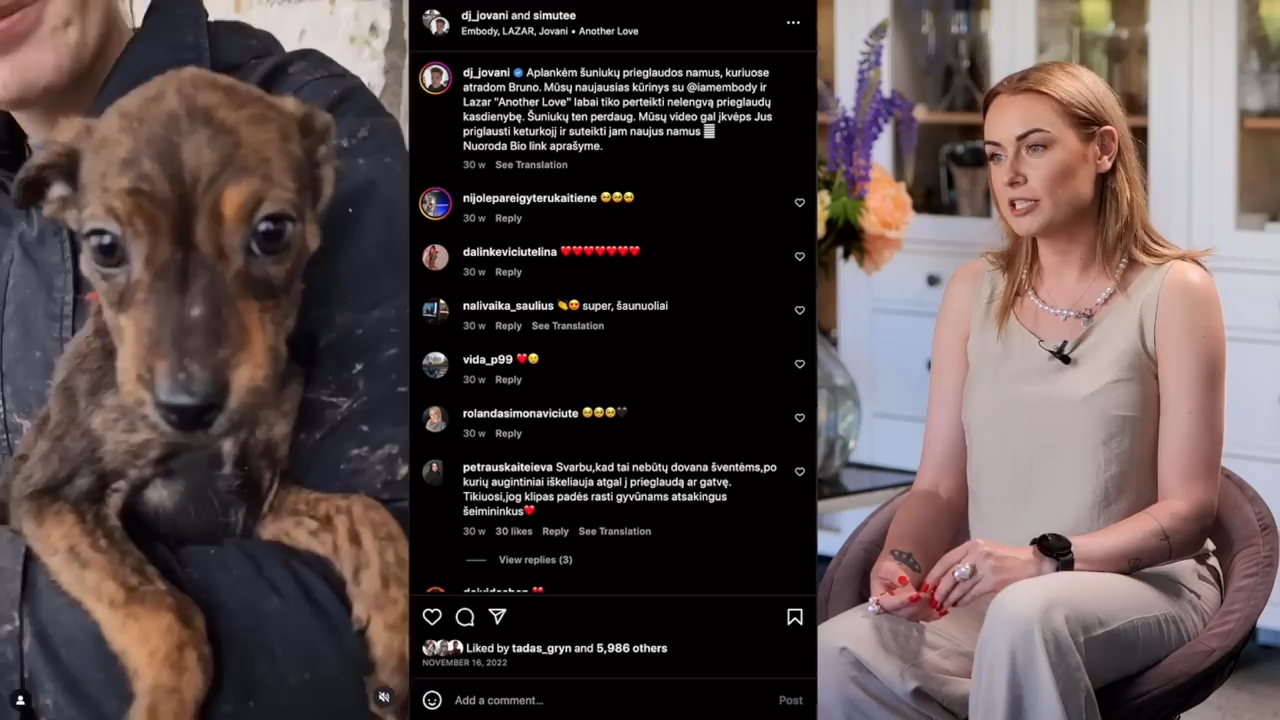 dj_jovani and simutee
Embody, LAZAR, Jovani • Another Love
dj_jovani Aplankėm šuniukų prieglaudos namus, kuriuose
atradom Bruno. Mūsų naujausias kūrinys su @iamembody ir
Lazar "Another Love" labai tiko perteikti nelengvą prieglaudų
kasdienybę. Šuniukų ten perdaug. Mūsų video gal įkvėps Jus
priglausti keturkojį ir suteikti jam naujus namus
Nuoroda Bio link aprašyme.
30 w See Translation
nijolepareigyterukaitiene 🥺🥺🥺
30 w Reply
dalinkeviciutelina ❤️❤️❤️❤️❤️❤️❤️
30 w Reply
nalivaika_saulius 👏😍 super, šaunuoliai
30 w Reply See Translation
vida_p99 ❤️😉
30 w Reply
rolandasimonaviciute 🥺🥺🥺🖤
30 w Reply
petrauskaiteieva Svarbu,kad tai nebūtų dovana šventėms,po
kurių augintiniai iškeliauja atgal į prieglaudą ar gatvę.
Tikiuosi,jog klipas padės rasti gyvūnams atsakingus
šeimininkus❤️
30 w 30 likes Reply See Translation
View replies (3)
Liked by tadas_gryn and 5,986 others
NOVEMBER 16, 2022
Add a comment...
Post